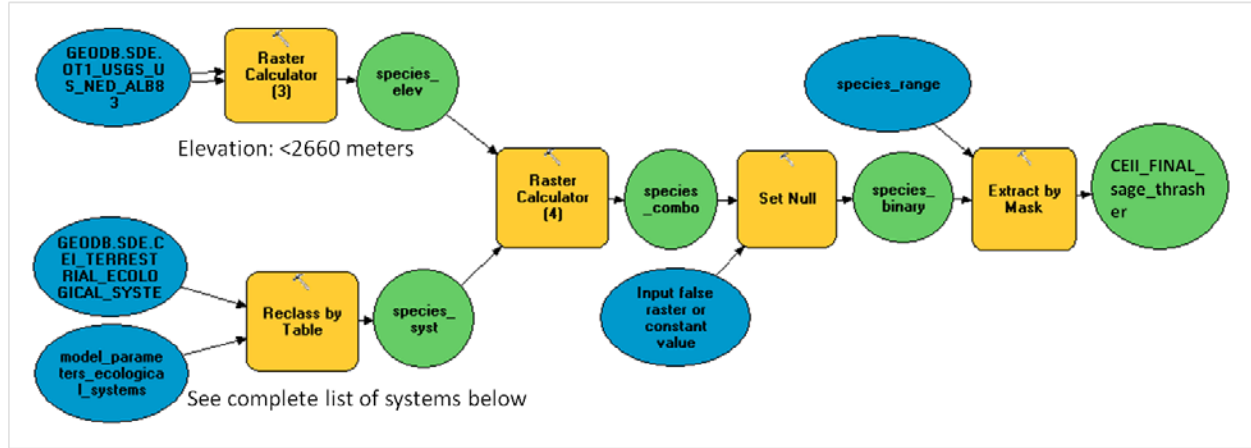 GEODB.SDE.
OT1_USGS_U
S_NED_ALB8
3
Raster
Calculator
(3)
species_
elev
Elevation: <2660 meters
species_range
Raster
Calculator
(4)
species
_combo
Set Null
species_
binary
Extract by
Mask
CEII_FINAL_
sage_thrash
er
GEODB.SDE.C
EI_TERREST
RIAL_ECOLO
GICAL_SYSTE
Reclass by
Table
species_
syst
Input false
raster or
constant
value
model_parame
ters_ecologica
l_systems
See complete list of systems below